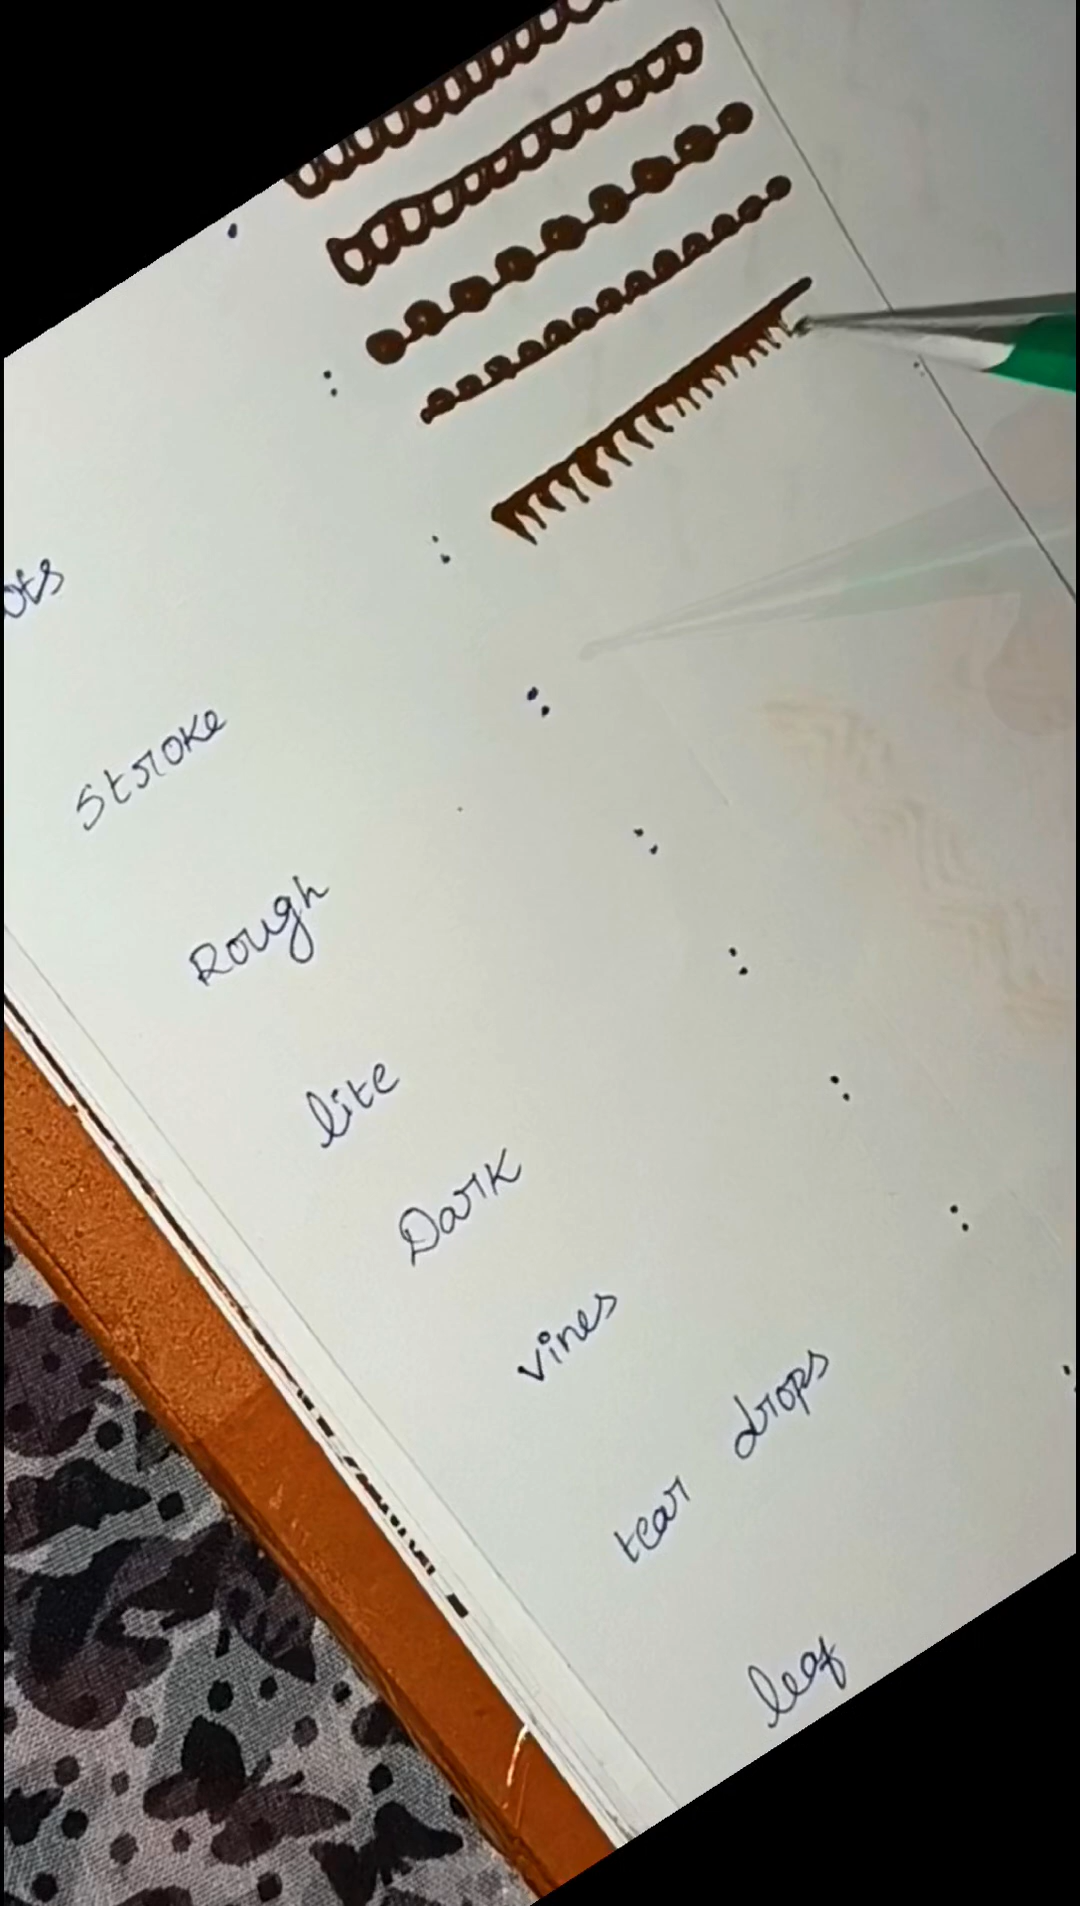 stroke :
Rough :
lite :
Dark :
vines :
tear drops :
leaf :